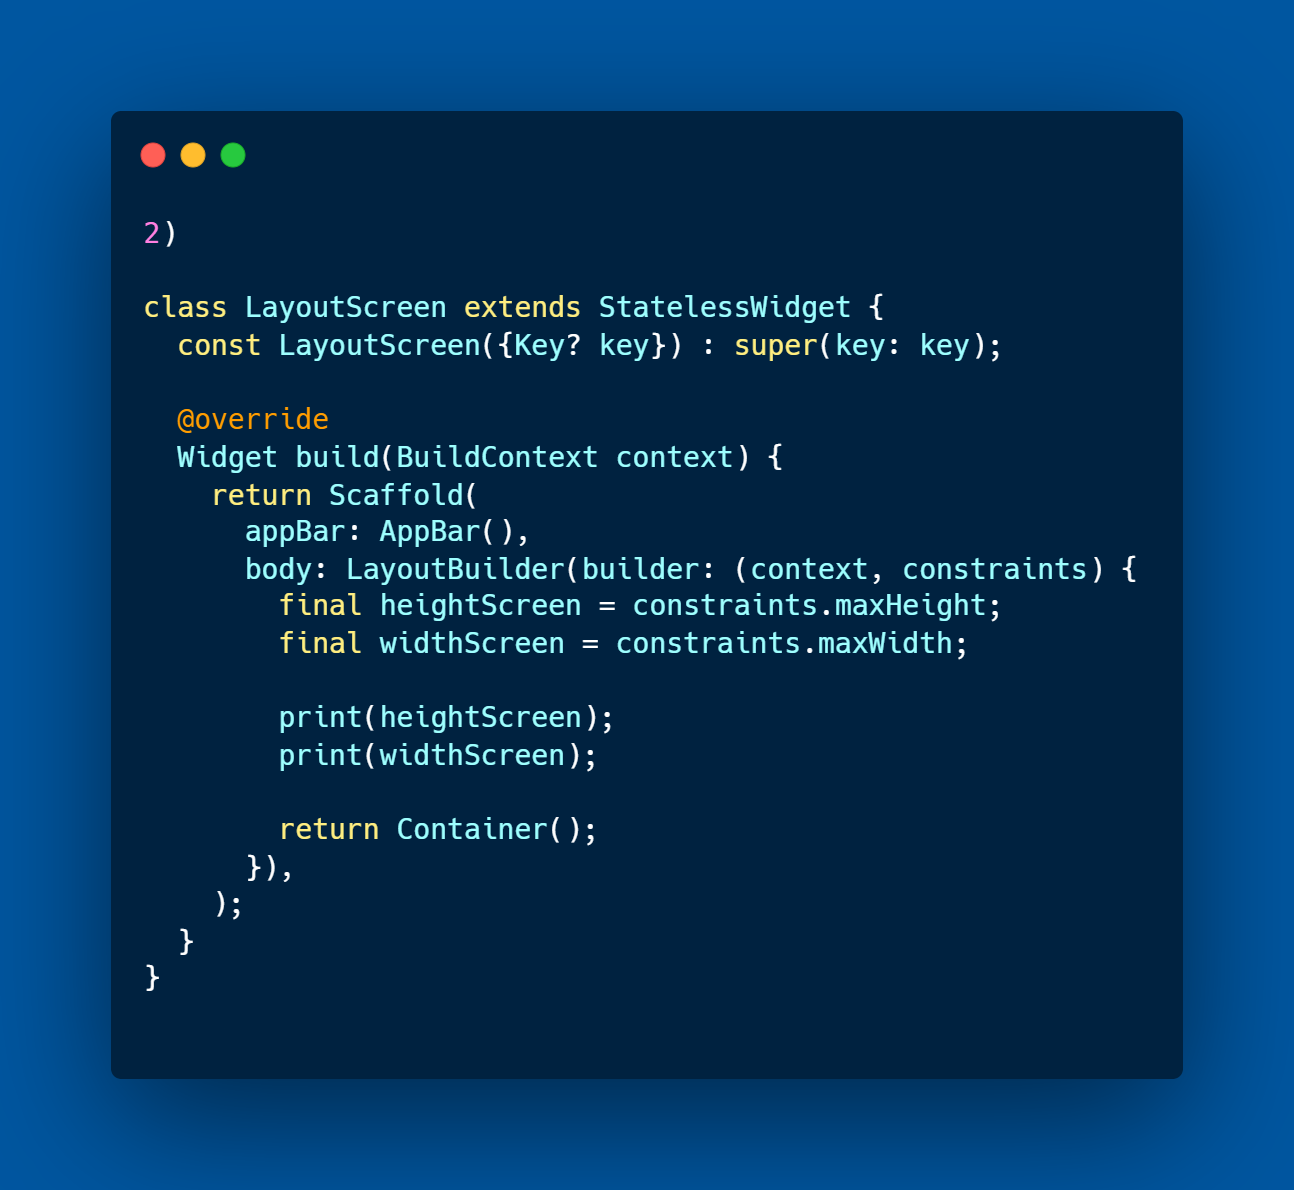 2)

class LayoutScreen extends StatelessWidget {
  const LayoutScreen({Key? key}) : super(key: key);

  @override
  Widget build(BuildContext context) {
    return Scaffold(
      appBar: AppBar(),
      body: LayoutBuilder(builder: (context, constraints) {
        final heightScreen = constraints.maxHeight;
        final widthScreen = constraints.maxWidth;

        print(heightScreen);
        print(widthScreen);

        return Container();
      }),
    );
  }
}